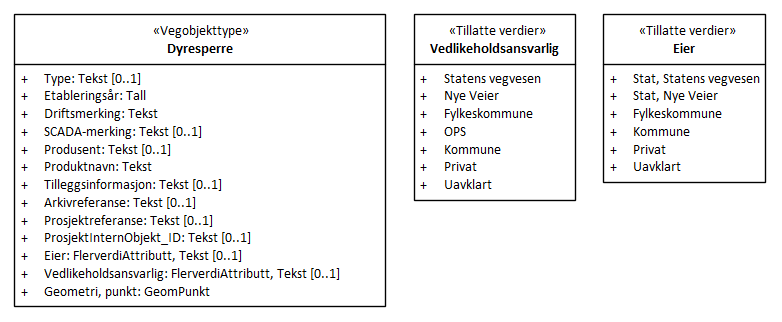 «Vegobjekttype»
Dyresperre
+ Type: Tekst [0..1]
+ Etableringsår: Tall
+ Driftsmerking: Tekst
+ SCADA-merking: Tekst [0..1]
+ Produsent: Tekst [0..1]
+ Produktnavn: Tekst
+ Tilleggsinformasjon: Tekst [0..1]
+ Arkivreferanse: Tekst [0..1]
+ Prosjektreferanse: Tekst [0..1]
+ ProsjektInternObjekt_ID: Tekst [0..1]
+ Eier: FlerverdiAttributt, Tekst [0..1]
+ Vedlikeholdsansvarlig: FlerverdiAttributt, Tekst [0..1]
+ Geometri, punkt: GeomPunkt
«Tillatte verdier»
Vedlikeholdsansvarlig
+ Statens vegvesen
+ Nye Veier
+ Fylkeskommune
+ OPS
+ Kommune
+ Privat
+ Uavklart
«Tillatte verdier»
Eier
+ Stat, Statens vegvesen
+ Stat, Nye Veier
+ Fylkeskommune
+ Kommune
+ Privat
+ Uavklart